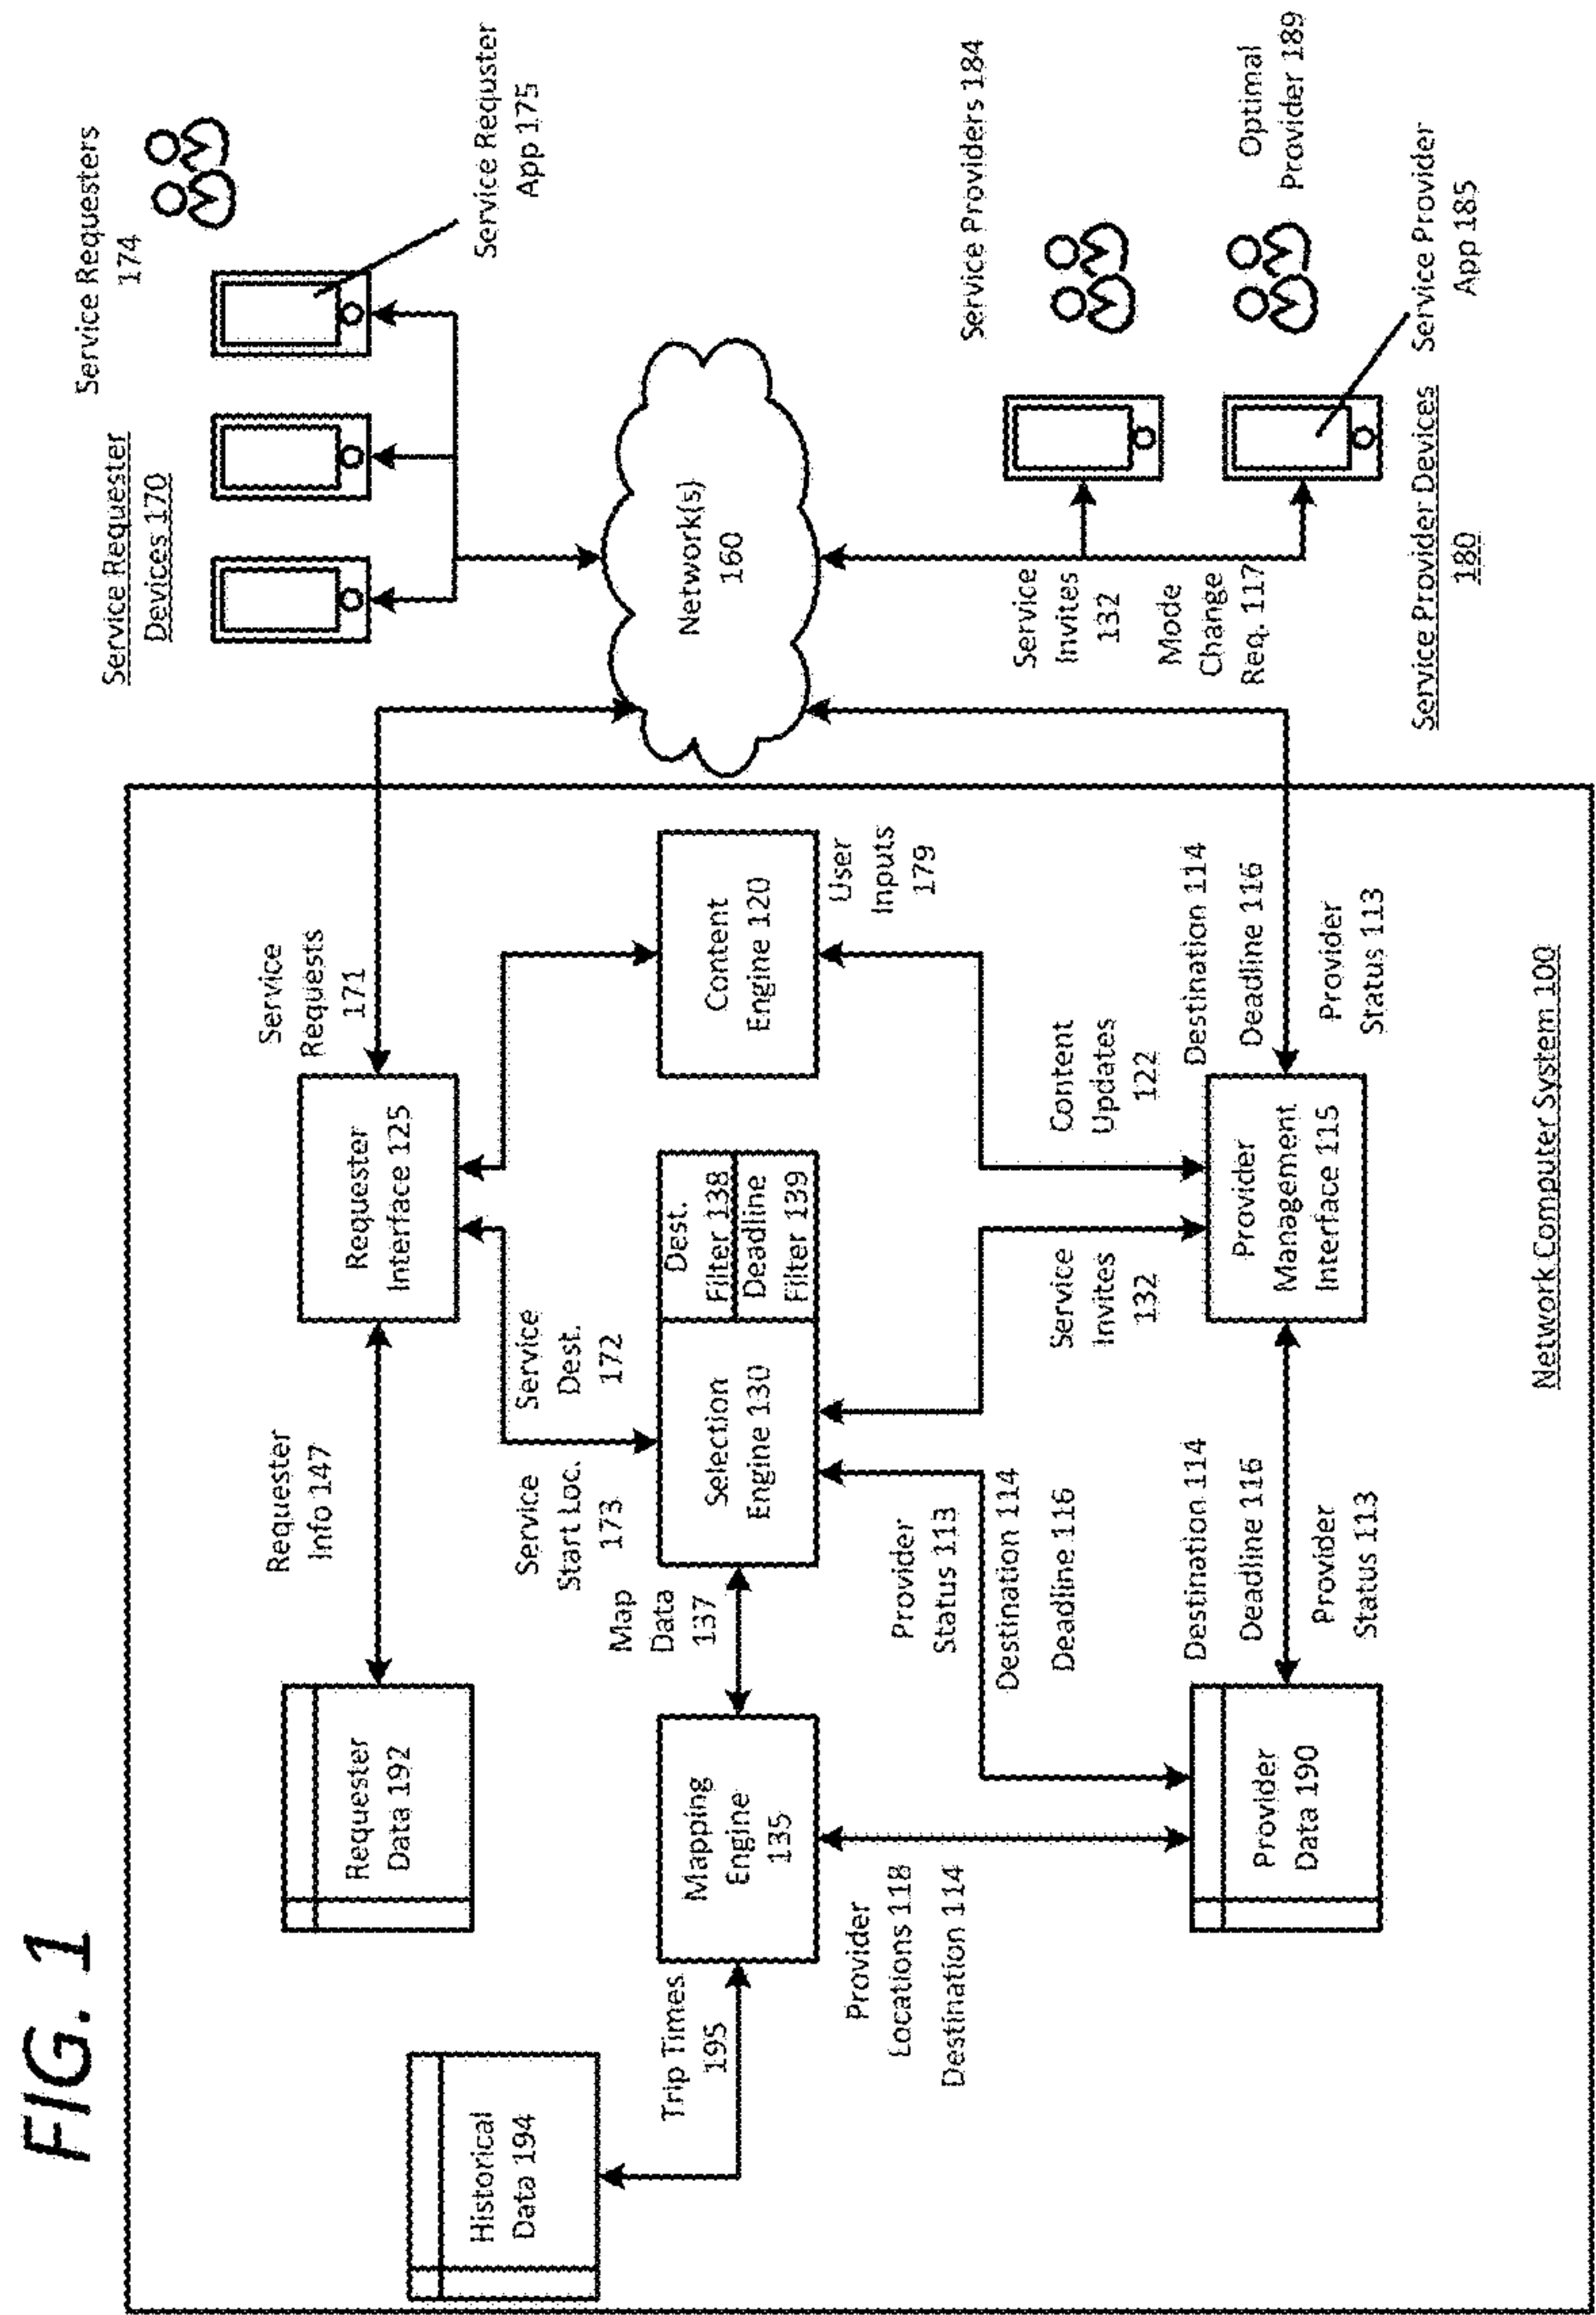 FIG. 1
Historical
Data 194
Trip Times
195
Requester
Data 192
Requester
Info 147
Requester
Interface 125
Service
Requests
171
Mapping
Engine
135
Map
Data
137
Service
Start Loc.
173
Service
Dest.
172
Selection
Engine 130
Dest.
Filter 138
Deadline
Filter 139
Content
Engine 120
User
Inputs
179
Provider
Locations 118
Destination 114
Provider
Status 113
Destination 114
Deadline 116
Service
Invites
132
Content
Updates
122
Provider
Data 190
Destination 114
Deadline 116
Provider
Status 113
Provider
Management
Interface 115
Destination 114
Deadline 116
Provider
Status 113
Network Computer System 100
Service Requester
Devices 170
Service Requesters
174
Service Requster
App 175
Network(s)
160
Service
Invites
132
Mode
Change
Req. 117
Service Providers 184
Optimal
Provider 189
Service Provider
App 185
Service Provider Devices
180